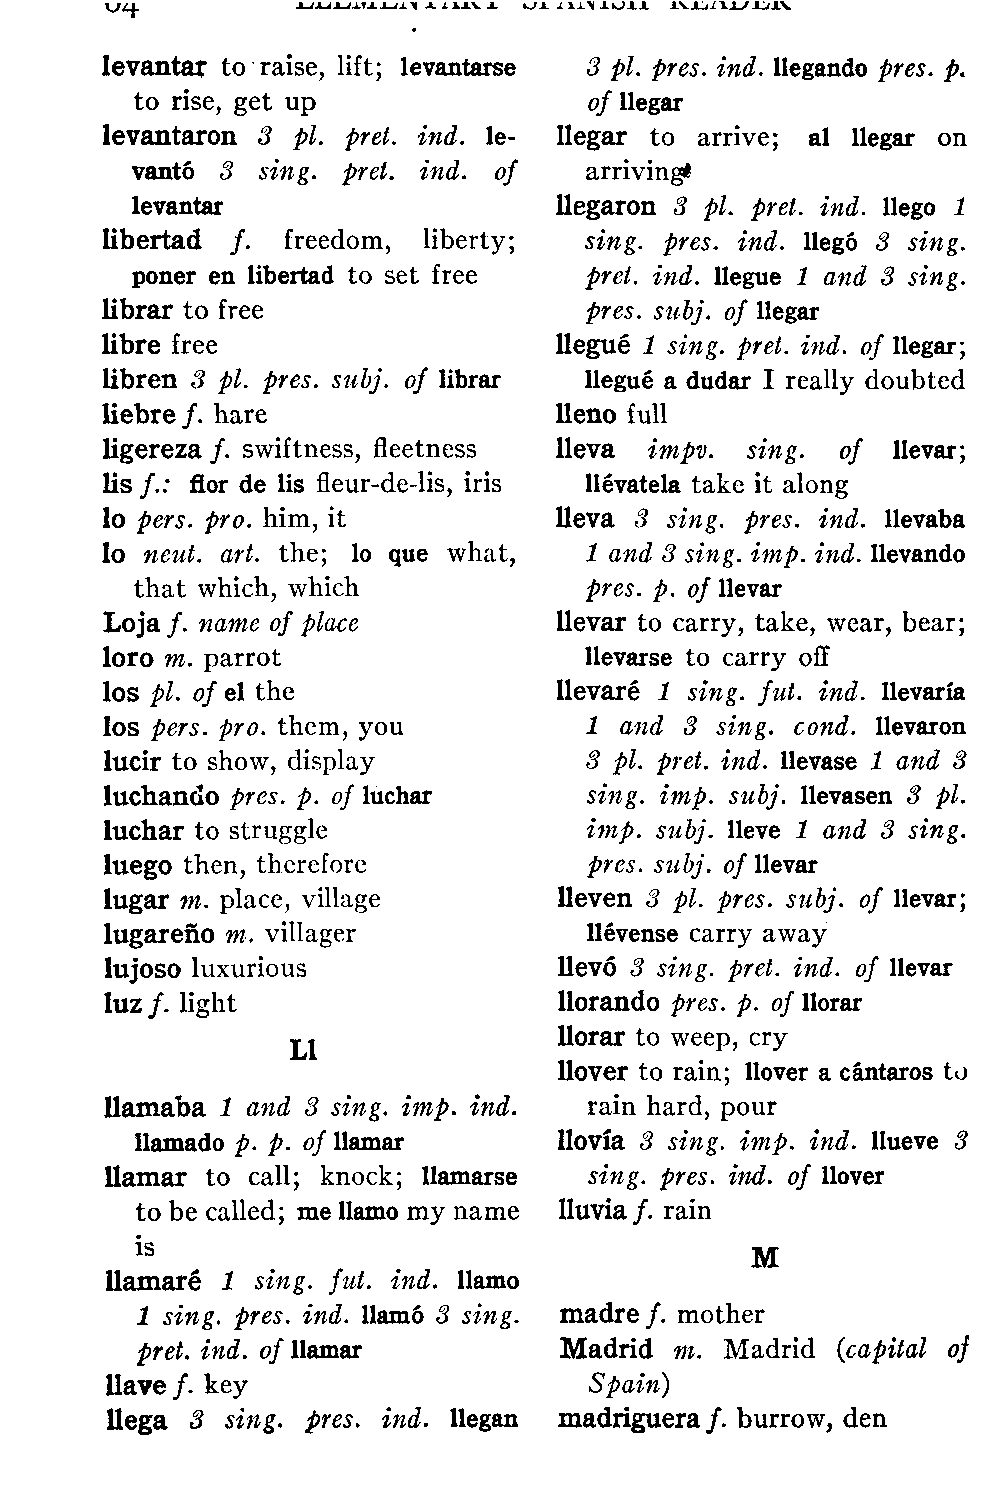 64 ELEMENTARY SPANISH READER
levantar to raise, lift; levantarse
to rise, get up
levantaron 3 pl. pret. ind. le-
vantó 3 sing. pret. ind. of
levantar
libertad f. freedom, liberty;
poner en libertad to set free
librar to free
libre free
libren 3 pl. pres. subj. of librar
liebre f. hare
ligereza f. swiftness, fleetness
lis f.: flor de lis fleur-de-lis, iris
lo pers. pro. him, it
lo neut. art. the; lo que what,
that which, which
Loja f. name of place
loro m. parrot
los pl. of el the
los pers. pro. them, you
lucir to show, display
luchando pres. p. of luchar
luchar to struggle
luego then, therefore
lugar m. place, village
lugareño m. villager
lujoso luxurious
luz f. light
Ll
llamaba 1 and 3 sing. imp. ind.
llamado p. p. of llamar
llamar to call; knock; llamarse
to be called; me llamo my name
is
llamaré 1 sing. fut. ind. llamo
1 sing. pres. ind. llamó 3 sing.
pret. ind. of llamar
llave f. key
llega 3 sing. pres. ind. llegan
3 pl. pres. ind. llegando pres. p.
of llegar
llegar to arrive; al llegar on
arriving
llegaron 3 pl. pret. ind. llego 1
sing. pres. ind. llegó 3 sing.
pret. ind. llegue 1 and 3 sing.
pres. subj. of llegar
llegué 1 sing. pret. ind. of llegar;
llegué a dudar I really doubted
lleno full
lleva impv. sing. of llevar;
llévatela take it along
lleva 3 sing. pres. ind. llevaba
1 and 3 sing. imp. ind. llevando
pres. p. of llevar
llevar to carry, take, wear, bear;
llevarse to carry off
llevaré 1 sing. fut. ind. llevaría
1 and 3 sing. cond. llevaron
3 pl. pret. ind. llevase 1 and 3
sing. imp. subj. llevasen 3 pl.
imp. subj. lleve 1 and 3 sing.
pres. subj. of llevar
lleven 3 pl. pres. subj. of llevar;
llévense carry away
llevó 3 sing. pret. ind. of llevar
llorando pres. p. of llorar
llorar to weep, cry
llover to rain; llover a cántaros to
rain hard, pour
llovía 3 sing. imp. ind. llueve 3
sing. pres. ind. of llover
lluvia f. rain
M
madre f. mother
Madrid m. Madrid (capital of
Spain)
madriguera f. burrow, den